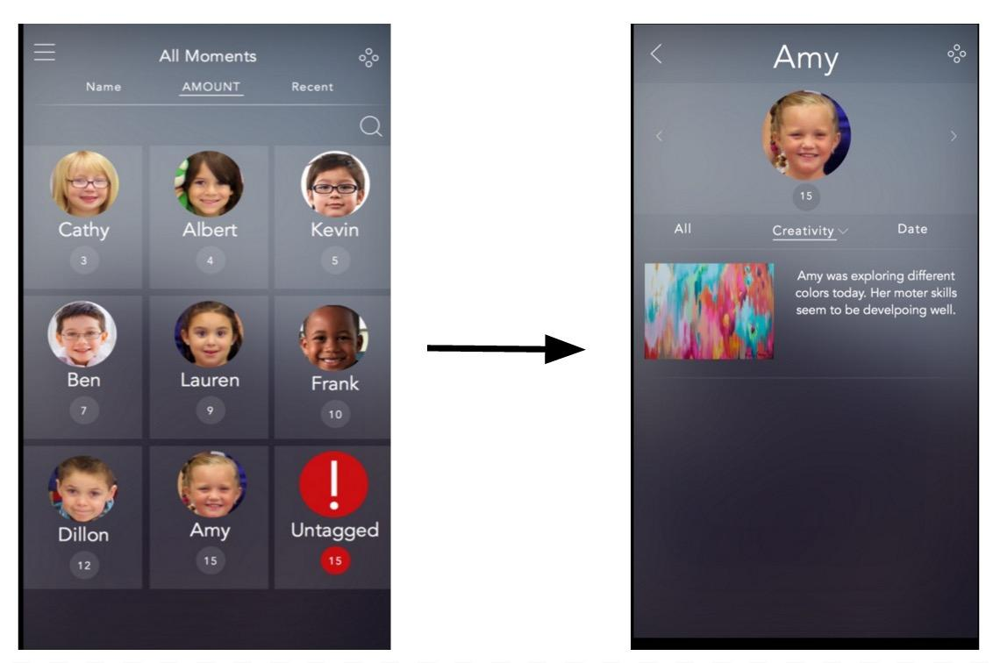 All Moments
Name AMOUNT Recent
Cathy Albert Kevin
3 4 5
Ben Lauren Frank
7 9 10
Dillon Amy Untagged
12 15 15
Amy
15
All Creativity Date
Amy was exploring different
colors today. Her moter skills
seem to be develpoing well.